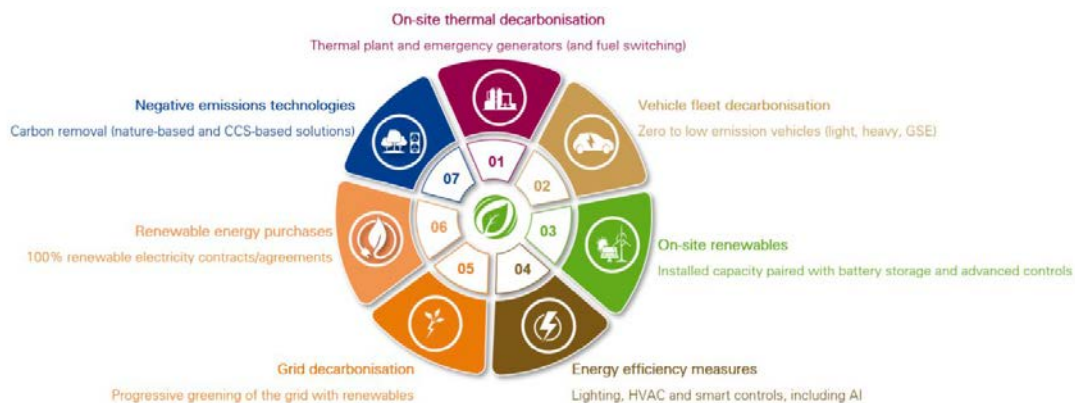 On-site thermal decarbonisation
Thermal plant and emergency generators (and fuel switching)
Negative emissions technologies
Carbon removal (nature-based and CCS-based solutions)
Vehicle fleet decarbonisation
Zero to low emission vehicles (light, heavy, GSE)
01
07
02
Renewable energy purchases
100% renewable electricity contracts/agreements
06
03
On-site renewables
Installed capacity paired with battery storage and advanced controls
05
04
Grid decarbonisation
Progressive greening of the grid with renewables
Energy efficiency measures
Lighting, HVAC and smart controls, including AI